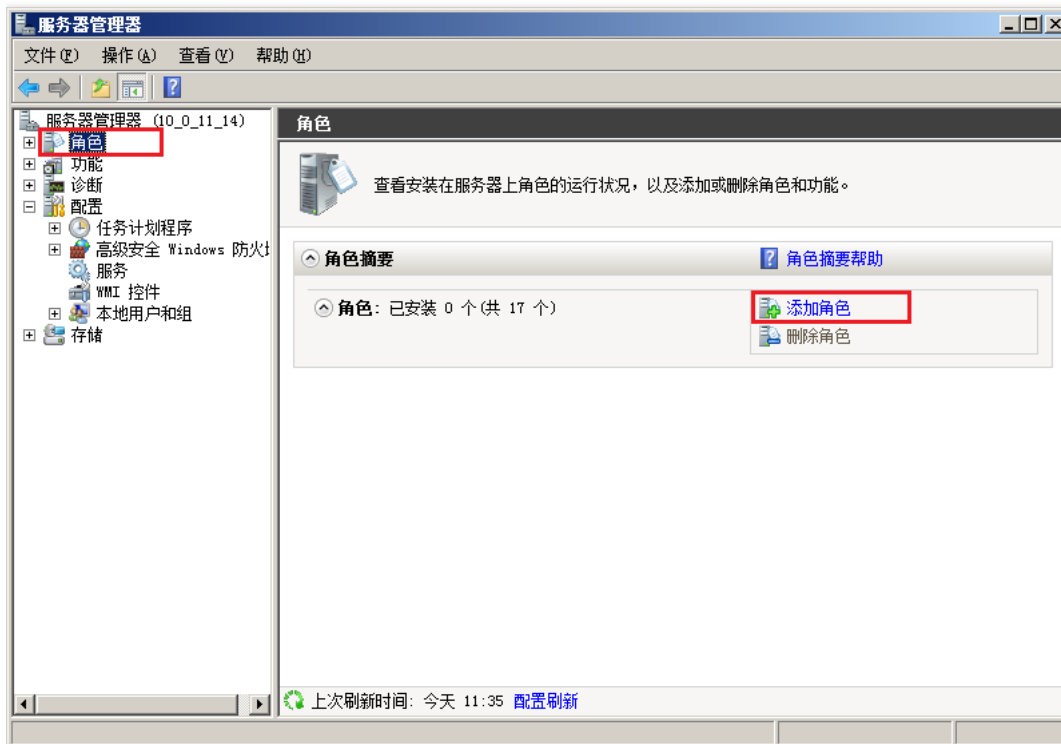 服务器管理器
文件(F) 操作(A) 查看(V) 帮助(H)
服务器管理器 (10_0_11_14)
角色
功能
诊断
配置
任务计划程序
高级安全 Windows 防火
服务
WMI 控件
本地用户和组
存储
角色
查看安装在服务器上角色的运行状况，以及添加或删除角色和功能。
角色摘要
角色摘要帮助
角色: 已安装 0 个(共 17 个)
添加角色
删除角色
上次刷新时间: 今天 11:35 配置刷新